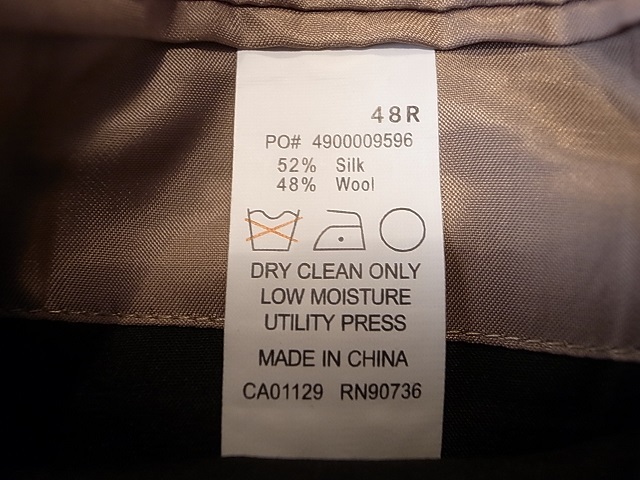 48R
PO# 4900009596
52% Silk
48% Wool
DRY CLEAN ONLY
LOW MOISTURE
UTILITY PRESS
MADE IN CHINA
CA01129 RN90736